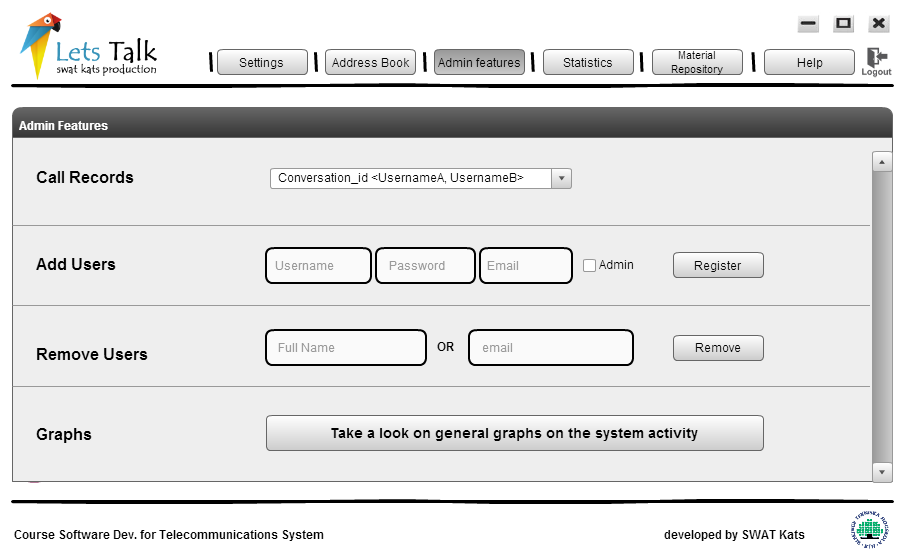 Lets Talk
swat kats production
Settings
Address Book
Admin features
Statistics
Material
Repository
Help
Logout
Admin Features
Call Records
Conversation_id <UsernameA, UsernameB>
Add Users
Username
Password
Email
Admin
Register
Remove Users
Full Name
OR
email
Remove
Graphs
Take a look on general graphs on the system activity
Course Software Dev. for Telecommunications System
developed by SWAT Kats